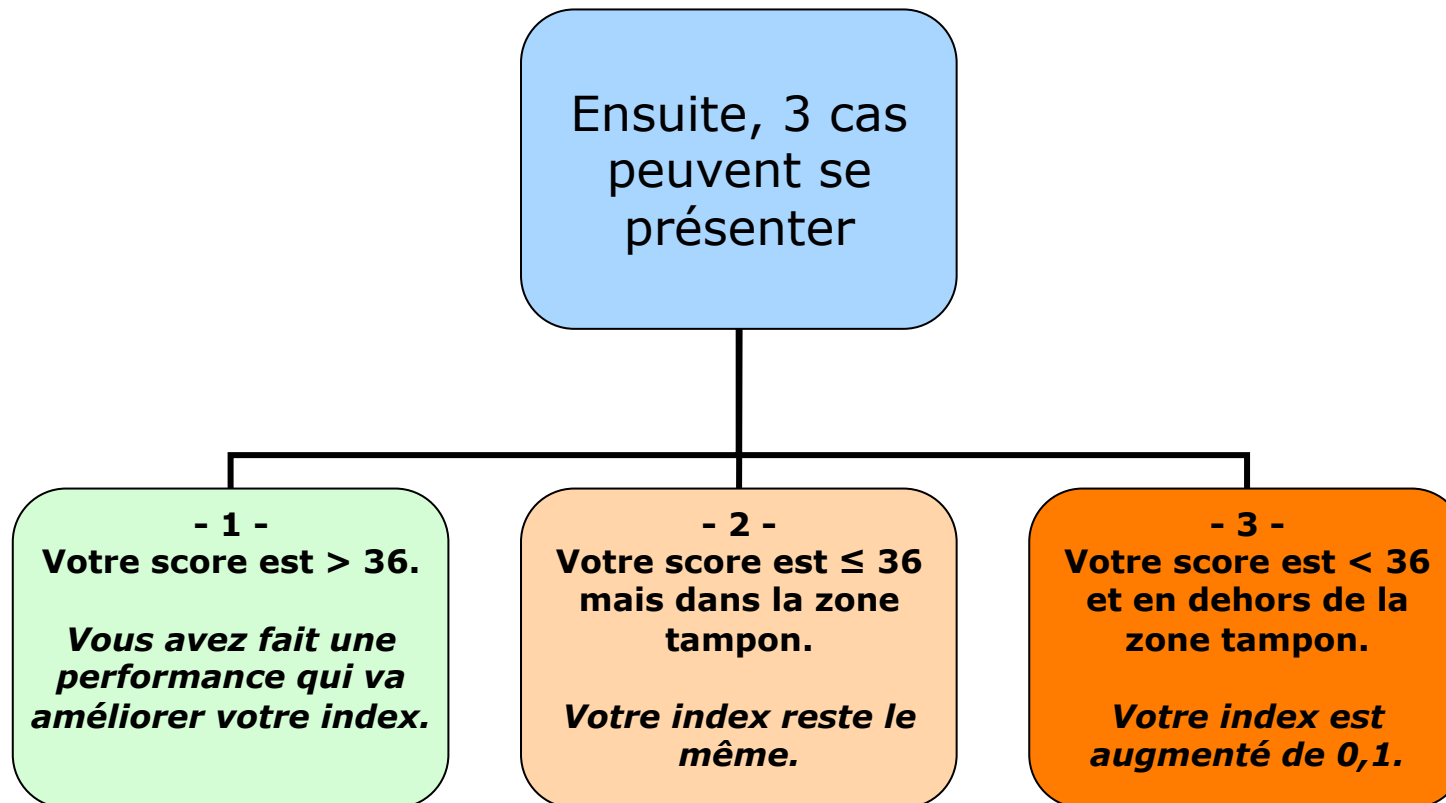 Ensuite, 3 cas
peuvent se
présenter
- 1 -
Votre score est > 36.
Vous avez fait une
performance qui va
améliorer votre index.
- 2 -
Votre score est ≤ 36
mais dans la zone
tampon.
Votre index reste le
même.
- 3 -
Votre score est < 36
et en dehors de la
zone tampon.
Votre index est
augmenté de 0,1.